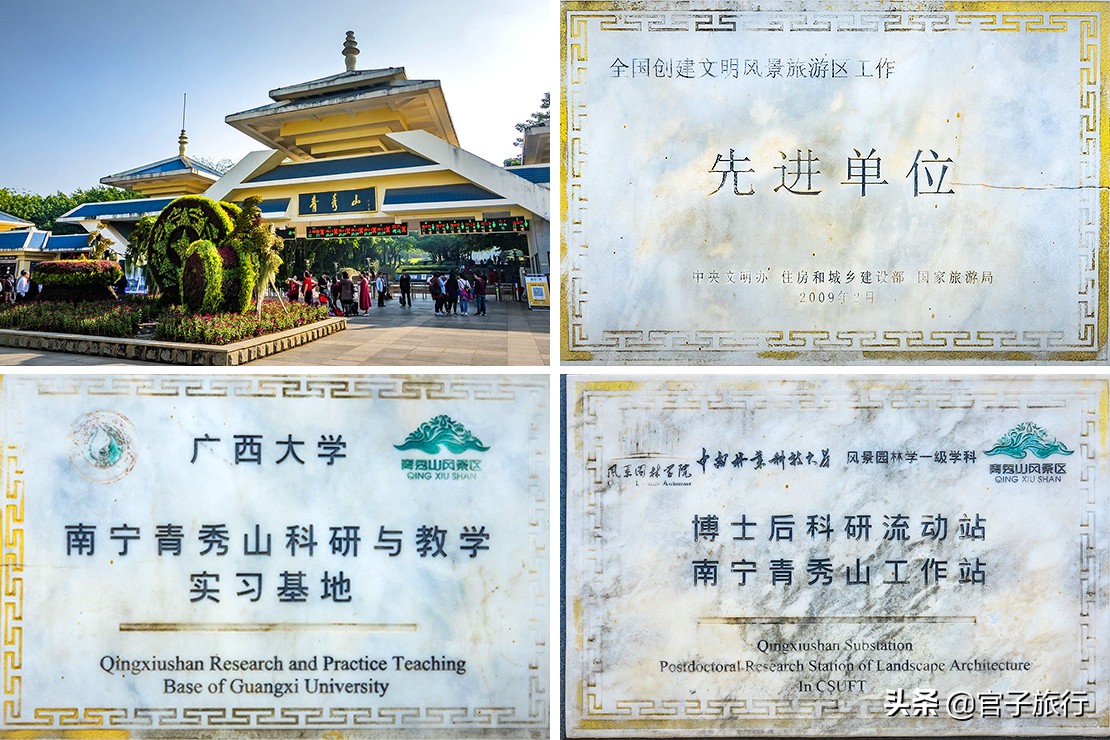 青秀山
全国创建文明风景旅游区工作
先进单位
中央文明办 住房和城乡建设部 国家旅游局
2009年2月
广西大学
青秀山风景区
QING XIU SHAN
南宁青秀山科研与教学
实习基地
Qingxiushan Research and Practice Teaching
Base of Guangxi University
风景园林学院
中南林业科技大学
风景园林学一级学科
青秀山风景区
QING XIU SHAN
博士后科研流动站
南宁青秀山工作站
Qingxiushan Substation
Postdoctoral Research Station of Landscape Architecture
In CSUFT
头条 @官子旅行